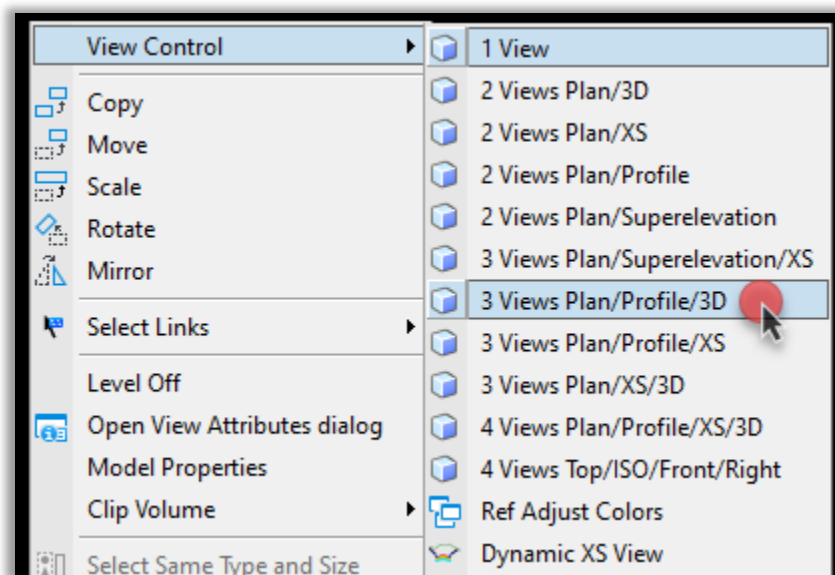 View Control
Copy
Move
Scale
Rotate
Mirror
Select Links
Level Off
Open View Attributes dialog
Model Properties
Clip Volume
Select Same Type and Size
1 View
2 Views Plan/3D
2 Views Plan/XS
2 Views Plan/Profile
2 Views Plan/Superelevation
3 Views Plan/Superelevation/XS
3 Views Plan/Profile/3D
3 Views Plan/Profile/XS
3 Views Plan/XS/3D
4 Views Plan/Profile/XS/3D
4 Views Top/ISO/Front/Right
Ref Adjust Colors
Dynamic XS View